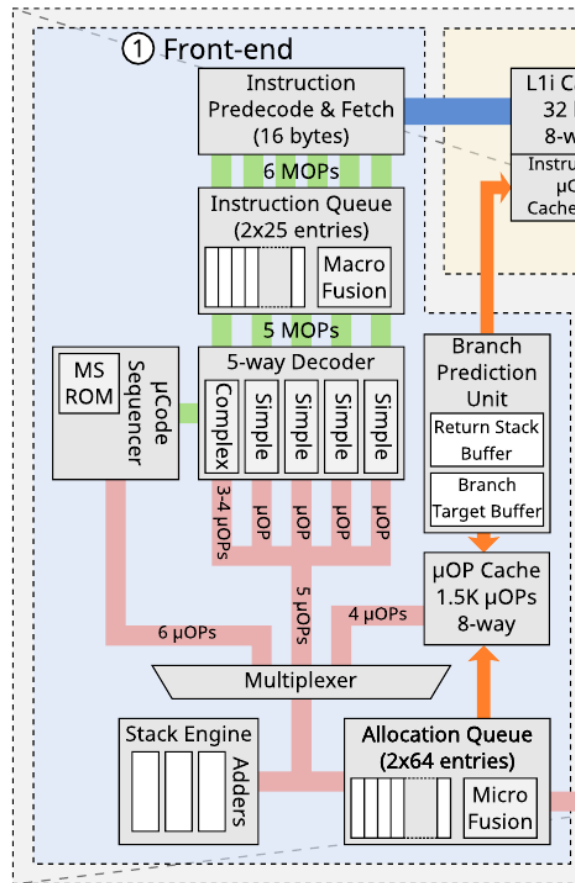 1 Front-end
Instruction
Predecode & Fetch
(16 bytes)
L1i
32
Cache
6 MOPs
Instruction Queue
(2x25 entries)
Macro
Fusion
5 MOPs
5-way Decoder
Complex
Simple
Simple
Simple
Simple
MS
ROM
μCode
Sequencer
Branch
Prediction
Unit
Return Stack
Buffer
Branch
Target Buffer
3-4 μOPs
μOP
μOP
μOP
μOP
μOP Cache
1.5K μOPs
8-way
6 μOPs
5 μOPs
4 μOPs
Multiplexer
Stack Engine
Adders
Allocation Queue
(2x64 entries)
Micro
Fusion